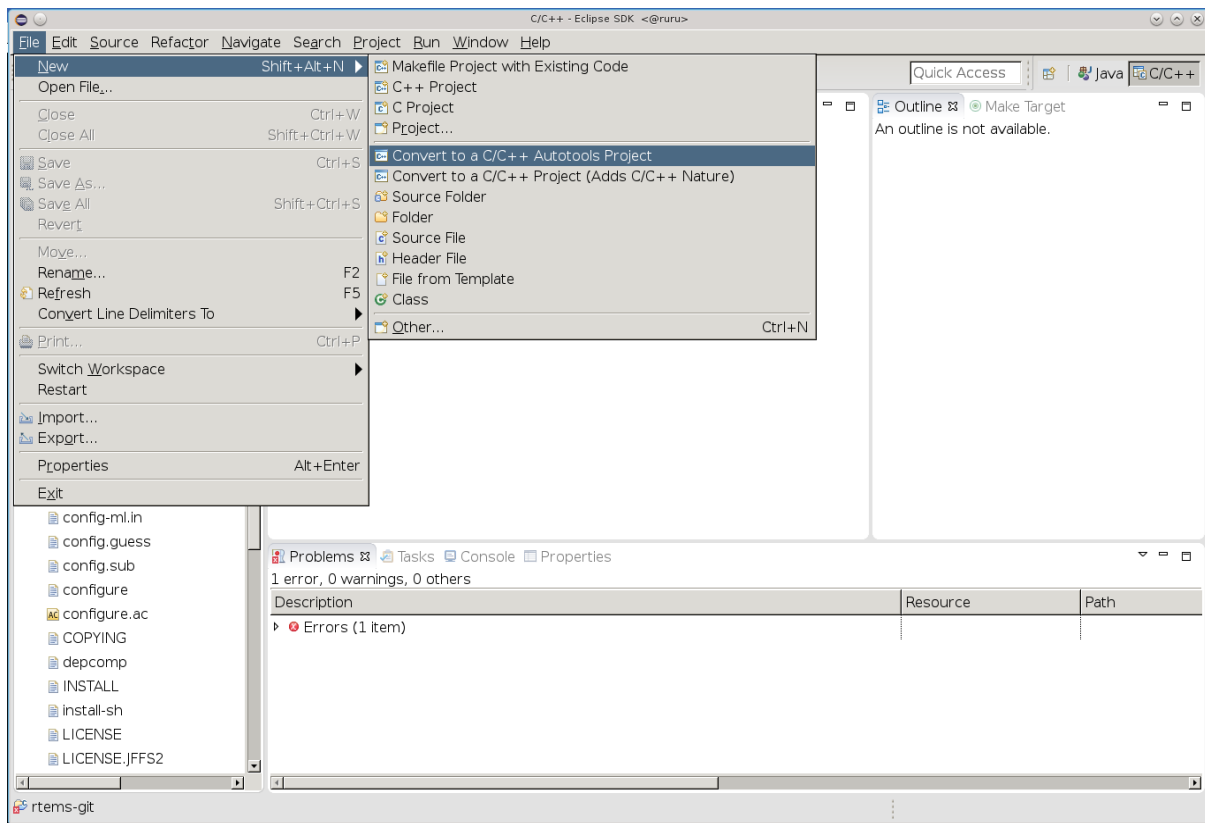 C/C++ - Eclipse SDK <@ruru>
File Edit Source Refactor Navigate Search Project Run Window Help
Quick Access
Java
C/C++
New Shift+Alt+N
Open File...
Close Ctrl+W
Close All Shift+Ctrl+W
Save Ctrl+S
Save As...
Save All Shift+Ctrl+S
Revert
Move...
Rename... F2
Refresh F5
Convert Line Delimiters To
Print... Ctrl+P
Switch Workspace
Restart
Import...
Export...
Properties Alt+Enter
Exit
Makefile Project with Existing Code
C++ Project
C Project
Project...
Convert to a C/C++ Autotools Project
Convert to a C/C++ Project (Adds C/C++ Nature)
Source Folder
Folder
Source File
Header File
File from Template
Class
Other... Ctrl+N
Outline Make Target
An outline is not available.
config-ml.in
config.guess
config.sub
configure
AC configure.ac
COPYING
depcomp
INSTALL
install-sh
LICENSE
LICENSE.JFFS2
Problems Tasks Console Properties
1 error, 0 warnings, 0 others
Description Resource Path
Errors (1 item)
rtems-git